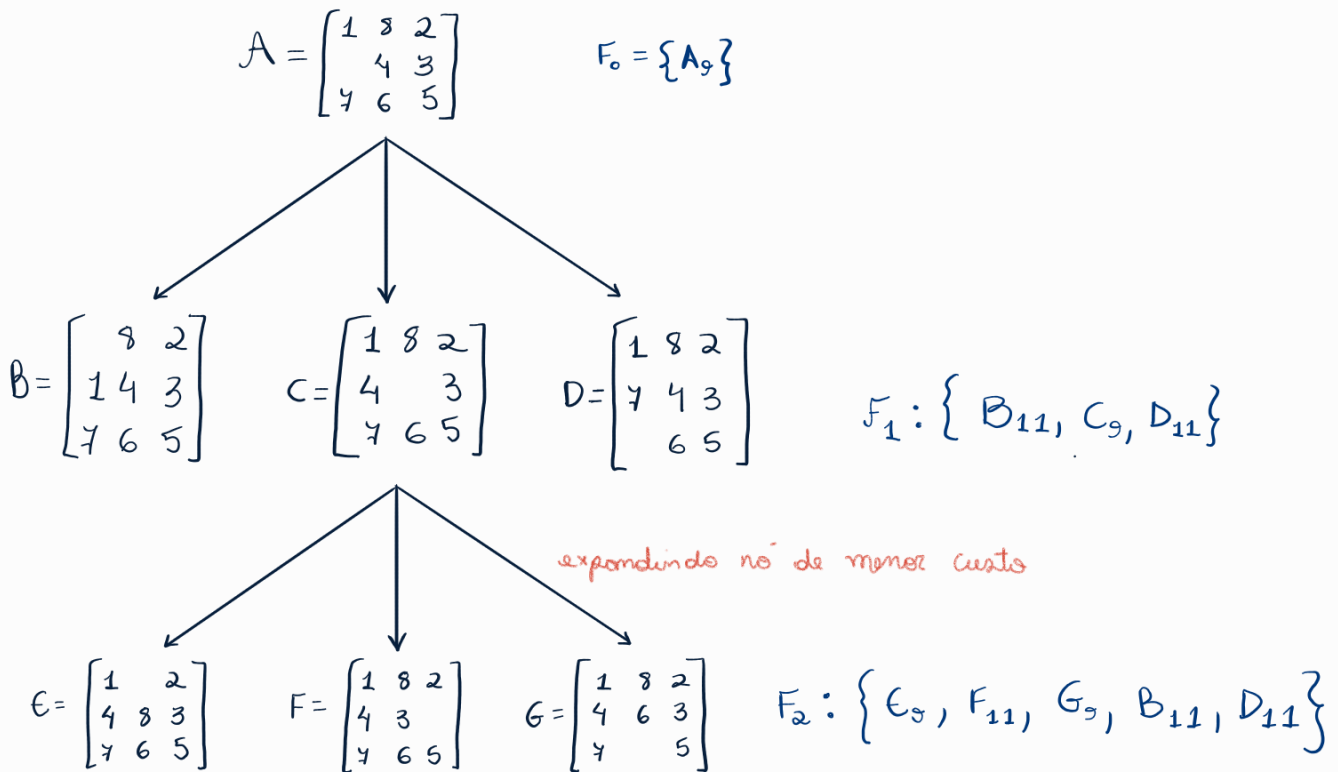 A = [1 8 2
4 3
7 6 5]
F₀ = {A₉}
B = [8 2
1 4 3
7 6 5]
C = [1 8 2
4 3
7 6 5]
D = [1 8 2
7 4 3
6 5]
F₁ : { B₁₁, C₉, D₁₁}
expandindo nó de menor custo
E = [1 2
4 8 3
7 6 5]
F = [1 8 2
4 3
7 6 5]
G = [1 8 2
4 6 3
7 5]
F₂ : { E₉, F₁₁, G₉, B₁₁, D₁₁}